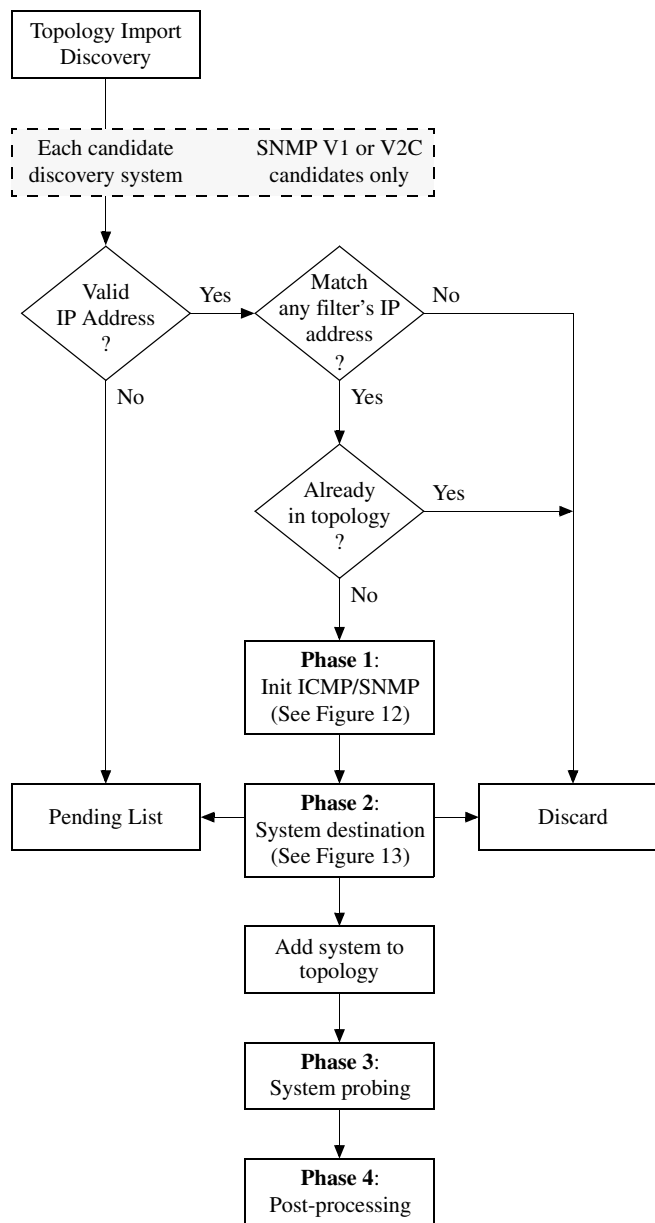 Topology Import
Discovery
Each candidate
discovery system
SNMP V1 or V2C
candidates only
Valid
IP Address
?
Yes
Match
any filter's IP
address
?
No
No
Yes
Already
in topology
?
Yes
No
Phase 1:
Init ICMP/SNMP
(See Figure 12)
Pending List
Phase 2:
System destination
(See Figure 13)
Discard
Add system to
topology
Phase 3:
System probing
Phase 4:
Post-processing